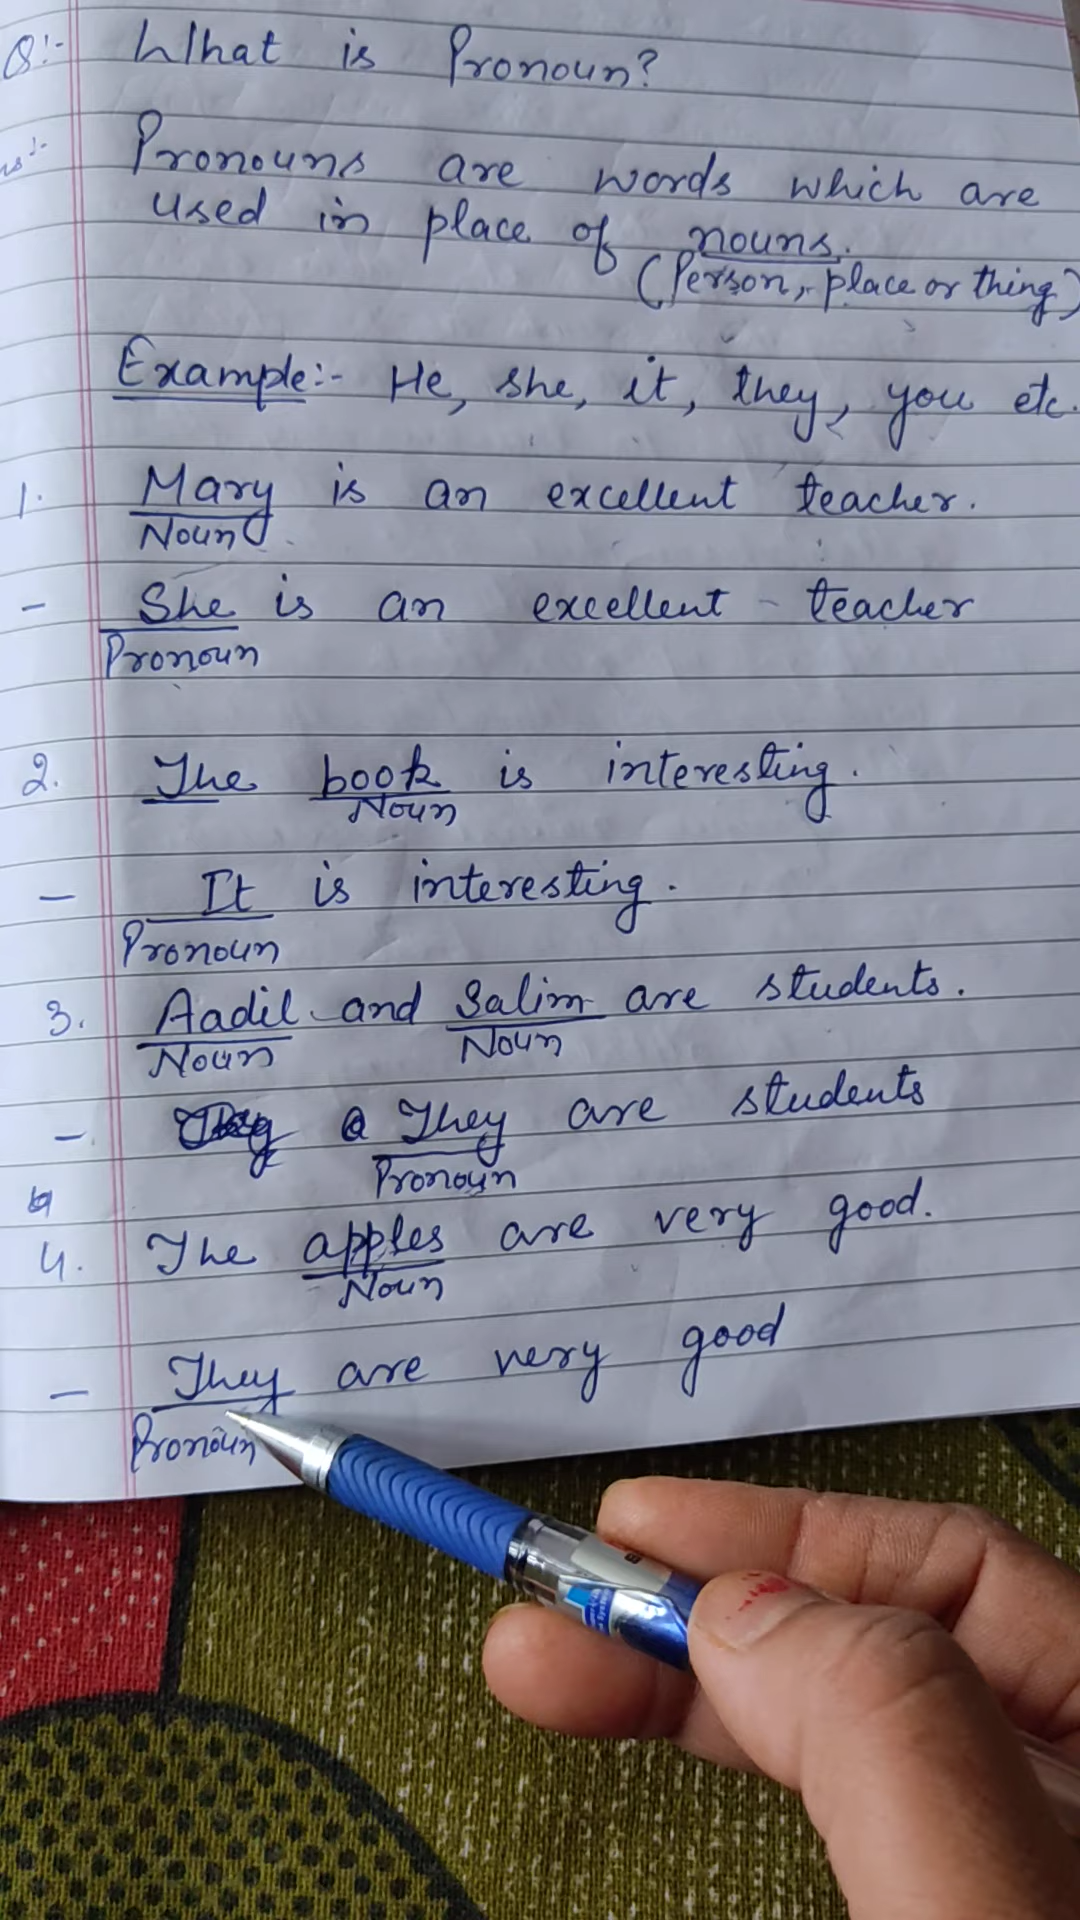 Q:- What is Pronoun?
ns:- Pronouns are words which are
used in place of nouns.
(Person, place or thing)
Example:- He, she, it, they, you etc.
1. Mary is an excellent teacher.
Noun
- She is an excellent teacher
Pronoun
2. The book is interesting.
Noun
- It is interesting.
Pronoun
3. Aadil and Salim are students.
Noun Noun
- They are students
Pronoun
4. The apples are very good.
Noun
- They are very good
Pronoun